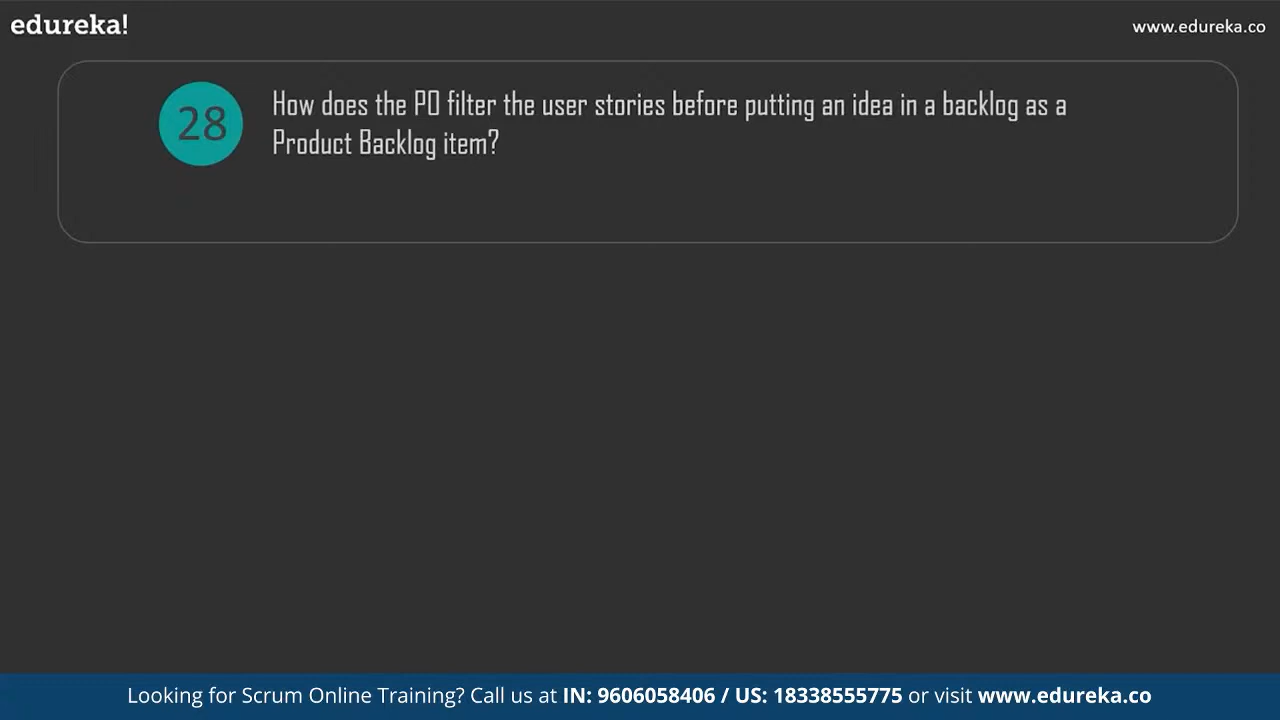 edureka!
www.edureka.co
28
How does the PO filter the user stories before putting an idea in a backlog as a
Product Backlog item?
Looking for Scrum Online Training? Call us at IN: 9606058406 / US: 18338555775 or visit www.edureka.co